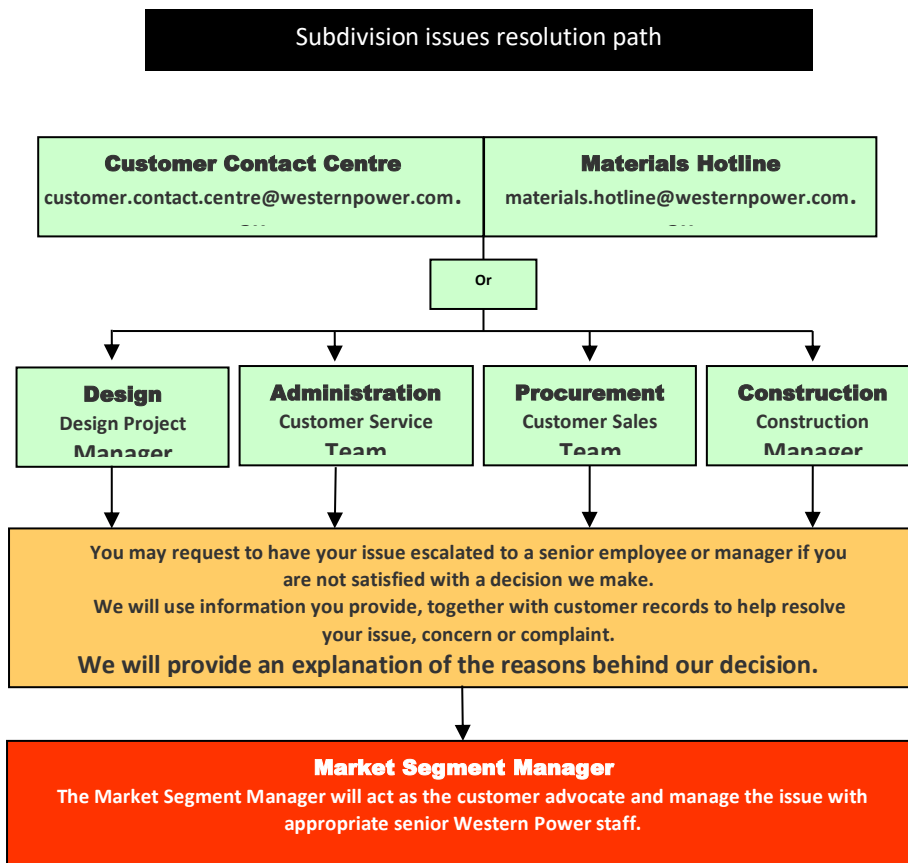 Subdivision issues resolution path
Customer Contact Centre
customer.contact.centre@westernpower.com.
Materials Hotline
materials.hotline@westernpower.com.
Or
Design
Design Project
Manager
Administration
Customer Service
Team
Procurement
Customer Sales
Team
Construction
Construction
Manager
You may request to have your issue escalated to a senior employee or manager if you
are not satisfied with a decision we make.
We will use information you provide, together with customer records to help resolve
your issue, concern or complaint.
We will provide an explanation of the reasons behind our decision.
Market Segment Manager
The Market Segment Manager will act as the customer advocate and manage the issue with
appropriate senior Western Power staff.